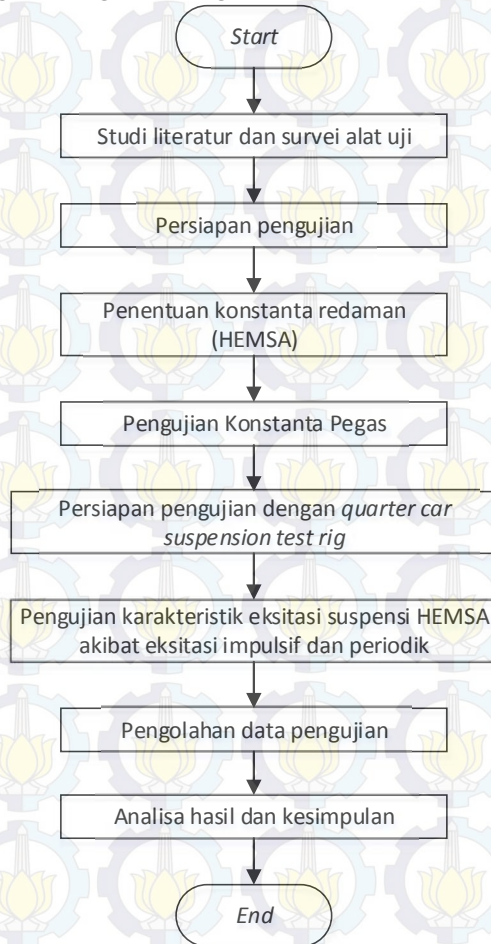 Start
Studi literatur dan survei alat uji
Persiapan pengujian
Penentuan konstanta redaman
(HEMSA)
Pengujian Konstanta Pegas
Persiapan pengujian dengan quarter car
suspension test rig
Pengujian karakteristik eksitasi suspensi HEMSA
akibat eksitasi impulsif dan periodik
Pengolahan data pengujian
Analisa hasil dan kesimpulan
End